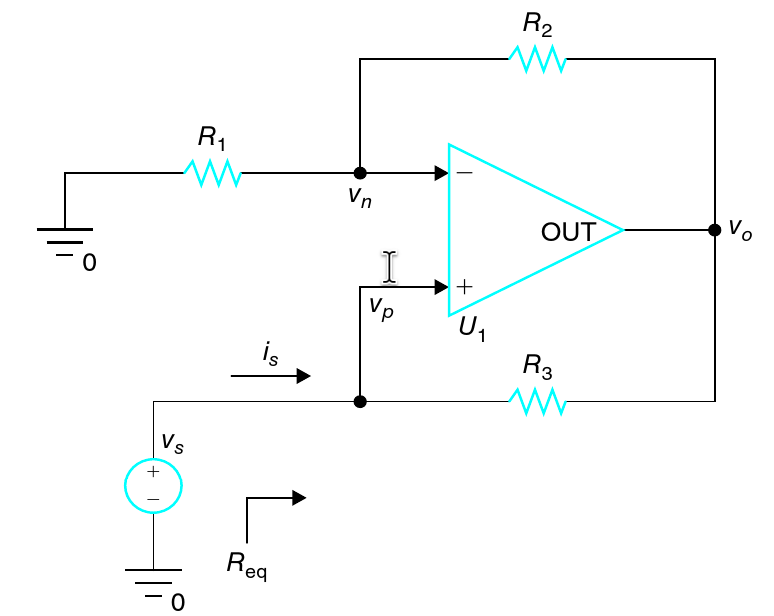 R2
R1
−
vn
OUT
vo
0
+
vp
U1
is
R3
vs
+
−
Req
0